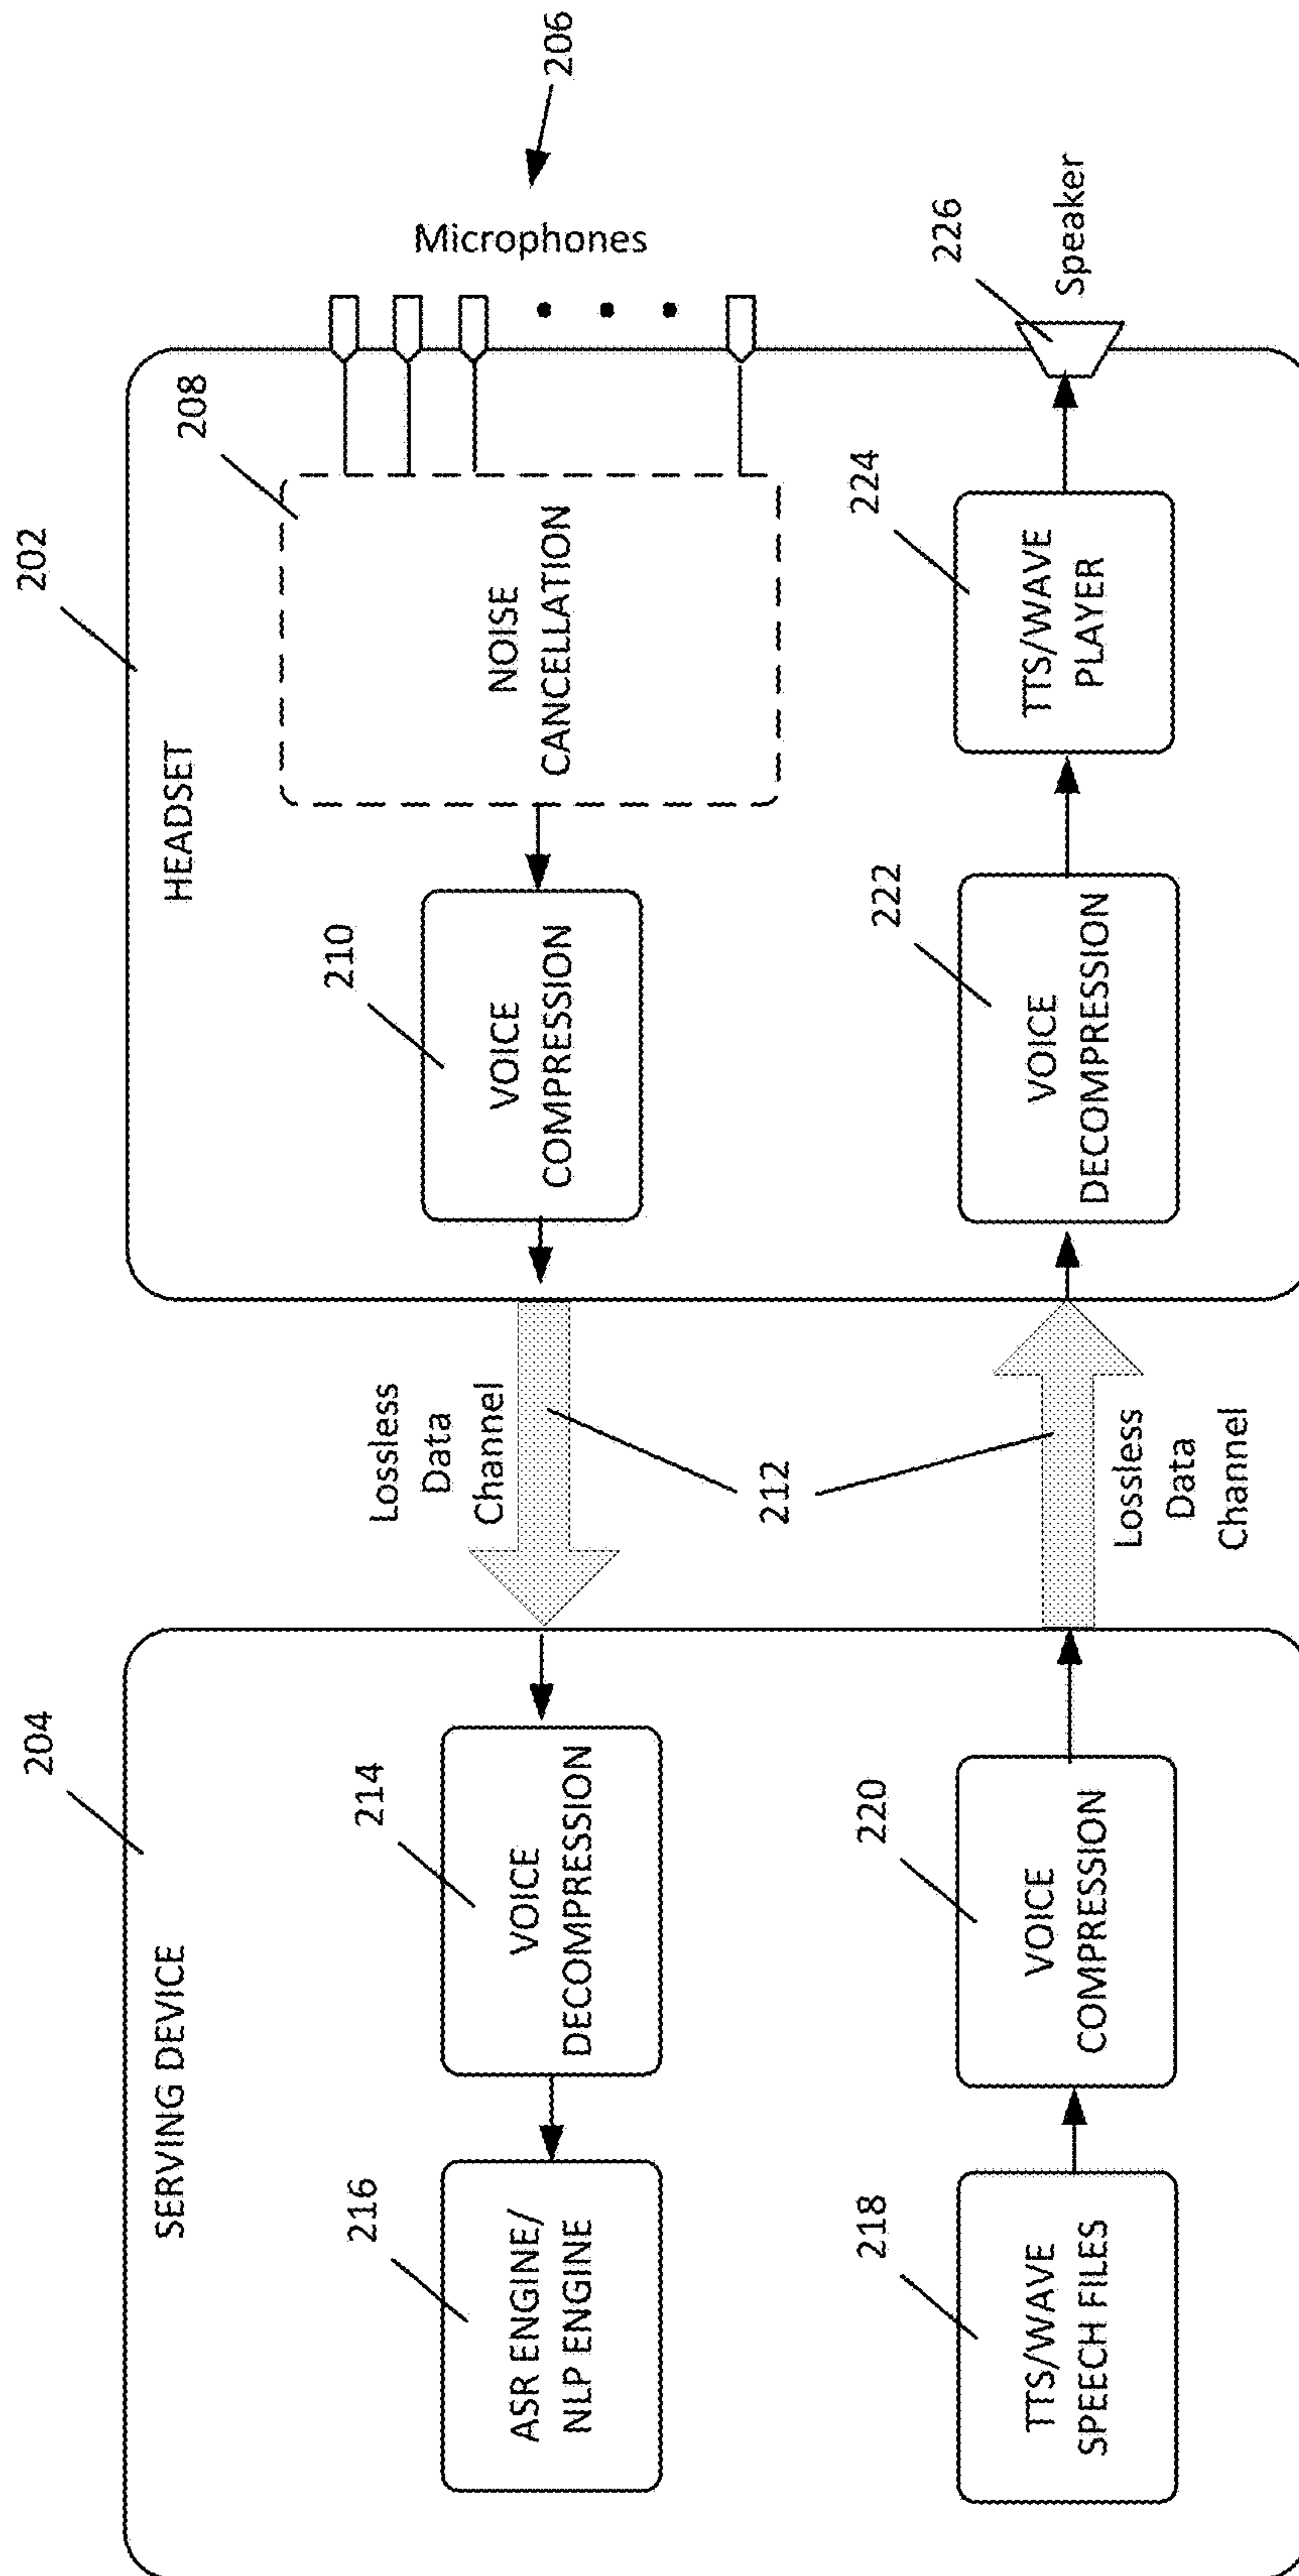 204
SERVING DEVICE
216
ASR ENGINE/
NLP ENGINE
214
VOICE
DECOMPRESSION
218
TTS/WAVE
SPEECH FILES
220
VOICE
COMPRESSION
Lossless
Data
Channel
212
Lossless
Data
Channel
202
HEADSET
210
VOICE
COMPRESSION
208
NOISE
CANCELLATION
Microphones
206
222
VOICE
DECOMPRESSION
224
TTS/WAVE
PLAYER
226
Speaker